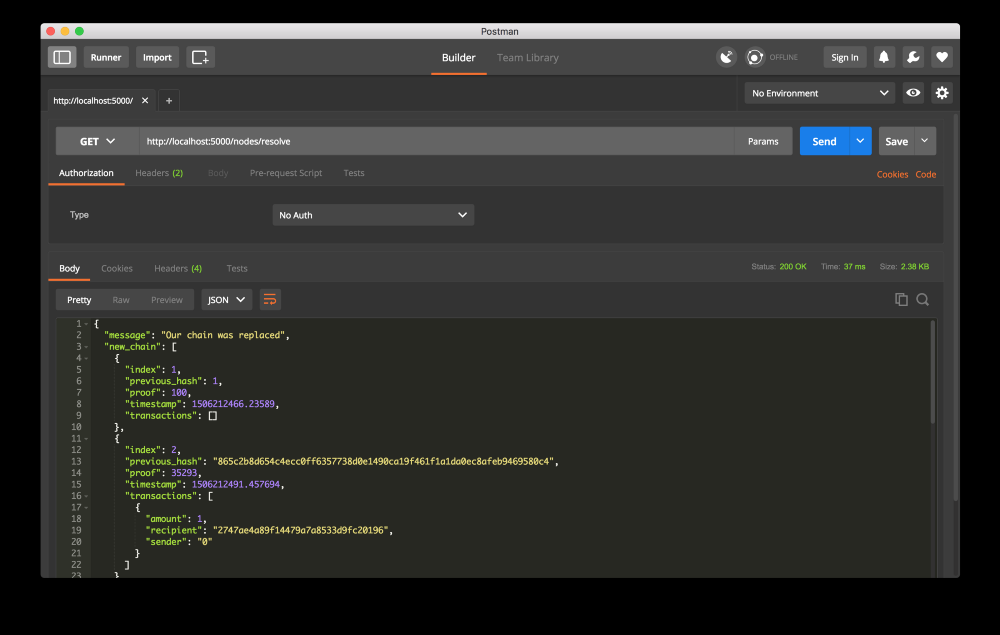 Postman
Runner Import Builder Team Library OFFLINE Sign In
http://localhost:5000/ × + No Environment
GET http://localhost:5000/nodes/resolve Params Send Save
Authorization Headers (2) Body Pre-request Script Tests Cookies Code
Type No Auth
Body Cookies Headers (4) Tests Status: 200 OK Time: 37 ms Size: 2.38 KB
Pretty Raw Preview JSON
1 {
2 "message": "Our chain was replaced",
3 "new_chain": [
4 {
5 "index": 1,
6 "previous_hash": 1,
7 "proof": 100,
8 "timestamp": 1506212466.23589,
9 "transactions": []
10 },
11 {
12 "index": 2,
13 "previous_hash": "865c2b8d654c4ecc0ff6357738d0e1490ca19f461f1a1da0ec8afeb9469580c4",
14 "proof": 35293,
15 "timestamp": 1506212491.457694,
16 "transactions": [
17 {
18 "amount": 1,
19 "recipient": "2747ae4a89f14479a7a8533d9fc20196",
20 "sender": "0"
21 }
22 ]
23 }